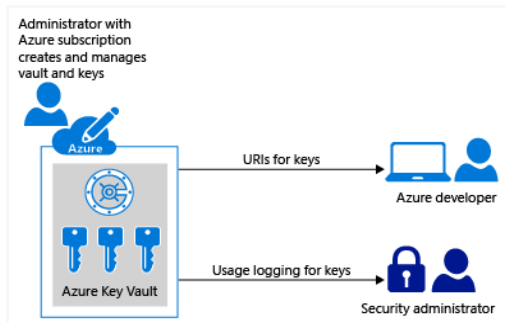 Administrator with
Azure subscription
creates and manages
vault and keys
Azure
URIs for keys
Azure developer
Usage logging for keys
Azure Key Vault
Security administrator